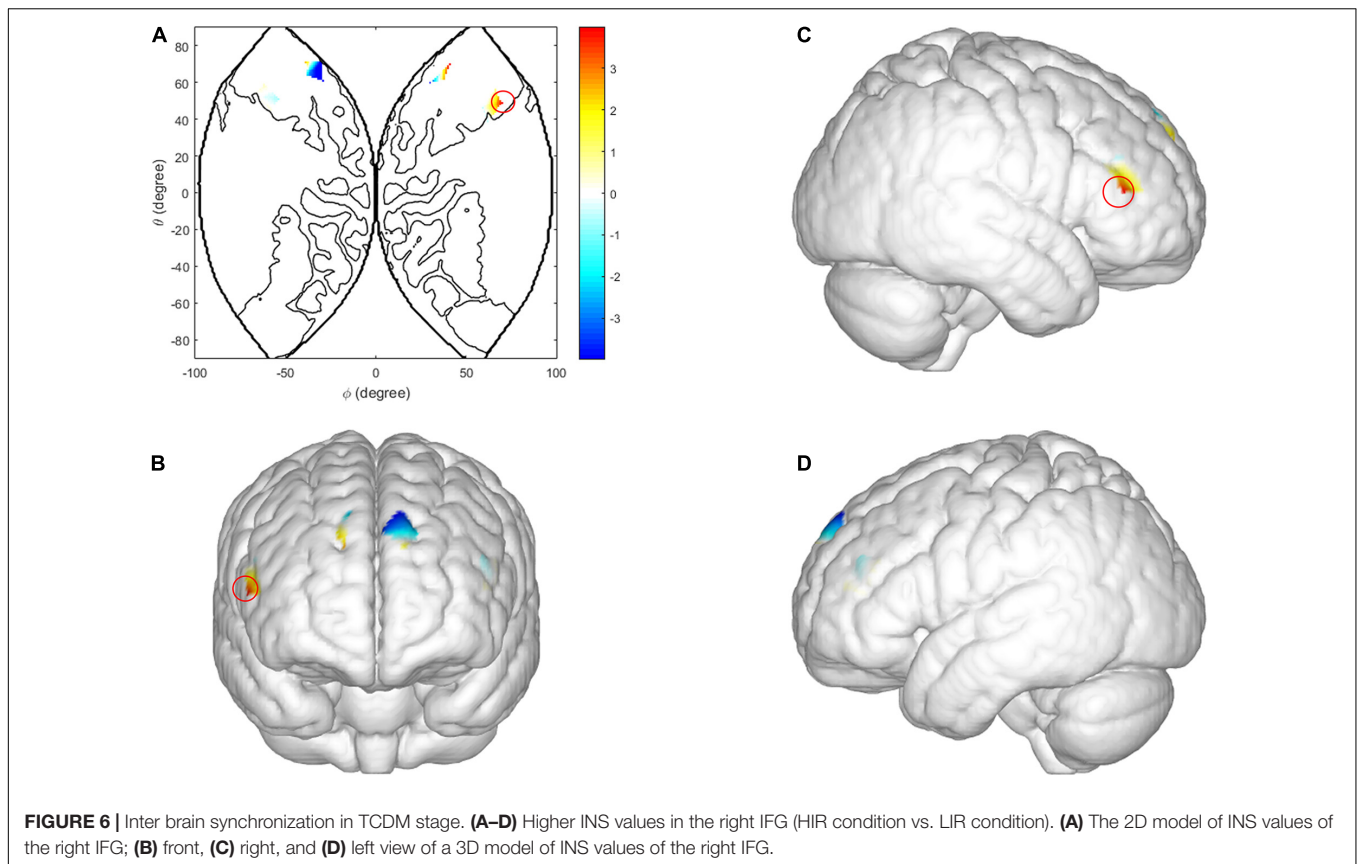 A
80
60
40
20
0
-20
-40
-60
-80
θ (degree)
-100
-50
0
50
100
ϕ (degree)
3
2
1
0
-1
-2
-3
C
B
D
FIGURE 6 | Inter brain synchronization in TCDM stage. (A–D) Higher INS values in the right IFG (HIR condition vs. LIR condition). (A) The 2D model of INS values of
the right IFG; (B) front, (C) right, and (D) left view of a 3D model of INS values of the right IFG.